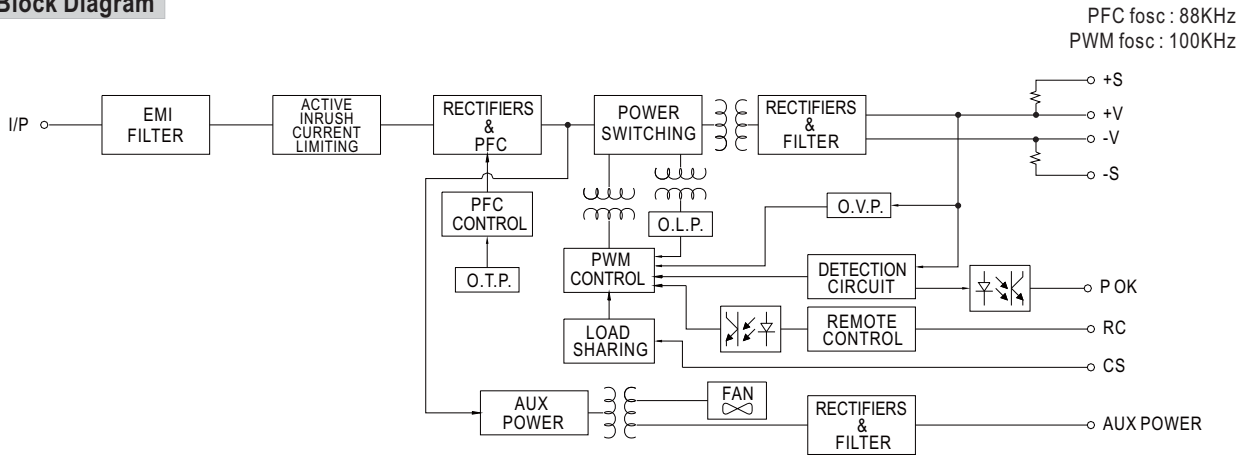 Block Diagram
PFC fosc : 88KHz
PWM fosc : 100KHz
I/P
EMI
FILTER
ACTIVE
INRUSH
CURRENT
LIMITING
RECTIFIERS
&
PFC
POWER
SWITCHING
RECTIFIERS
&
FILTER
+S
+V
-V
-S
PFC
CONTROL
O.L.P.
O.V.P.
O.T.P.
PWM
CONTROL
DETECTION
CIRCUIT
P OK
LOAD
SHARING
REMOTE
CONTROL
RC
CS
AUX
POWER
FAN
RECTIFIERS
&
FILTER
AUX POWER